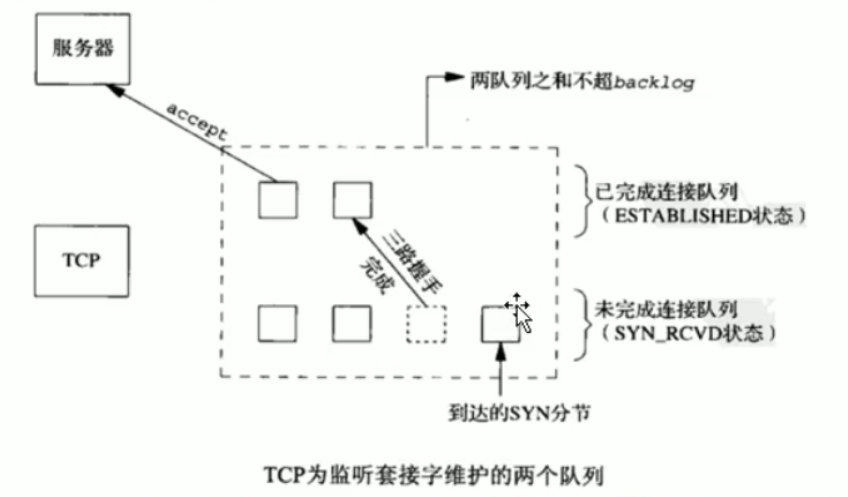 服务器
accept
两队列之和不超backlog
已完成连接队列
（ESTABLISHED状态）
TCP
三路握手
完成
未完成连接队列
（SYN_RCVD状态）
到达的SYN分节
TCP为监听套接字维护的两个队列